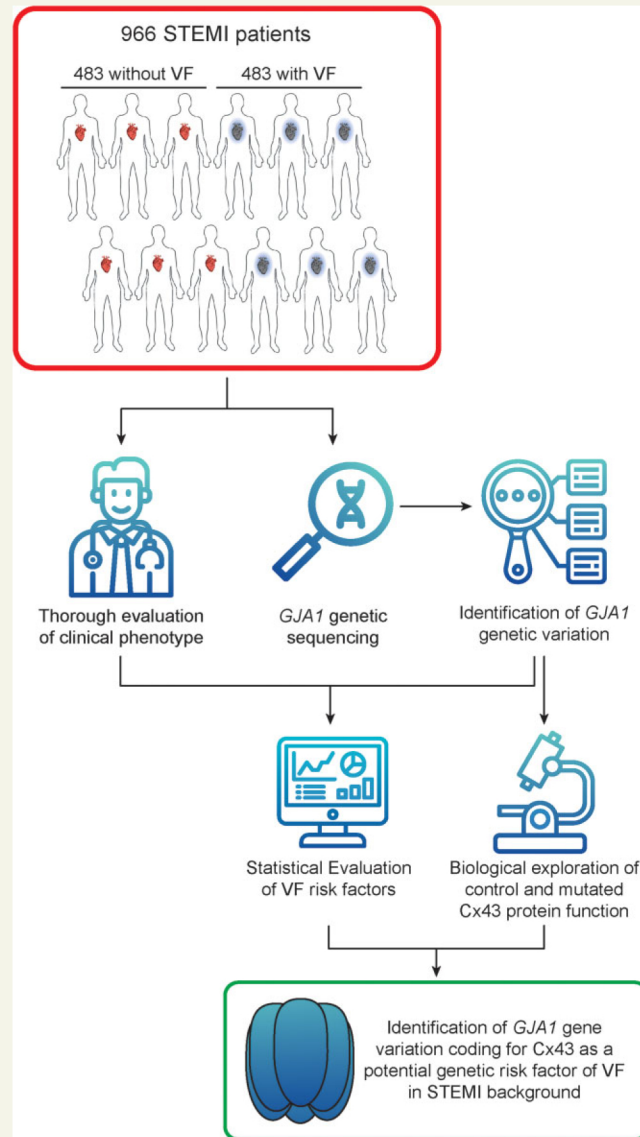 966 STEMI patients
483 without VF
483 with VF
Thorough evaluation
of clinical phenotype
GJA1 genetic
sequencing
Identification of GJA1
genetic variation
Statistical Evaluation
of VF risk factors
Biological exploration of
control and mutated
Cx43 protein function
Identification of GJA1 gene
variation coding for Cx43 as a
potential genetic risk factor of VF
in STEMI background